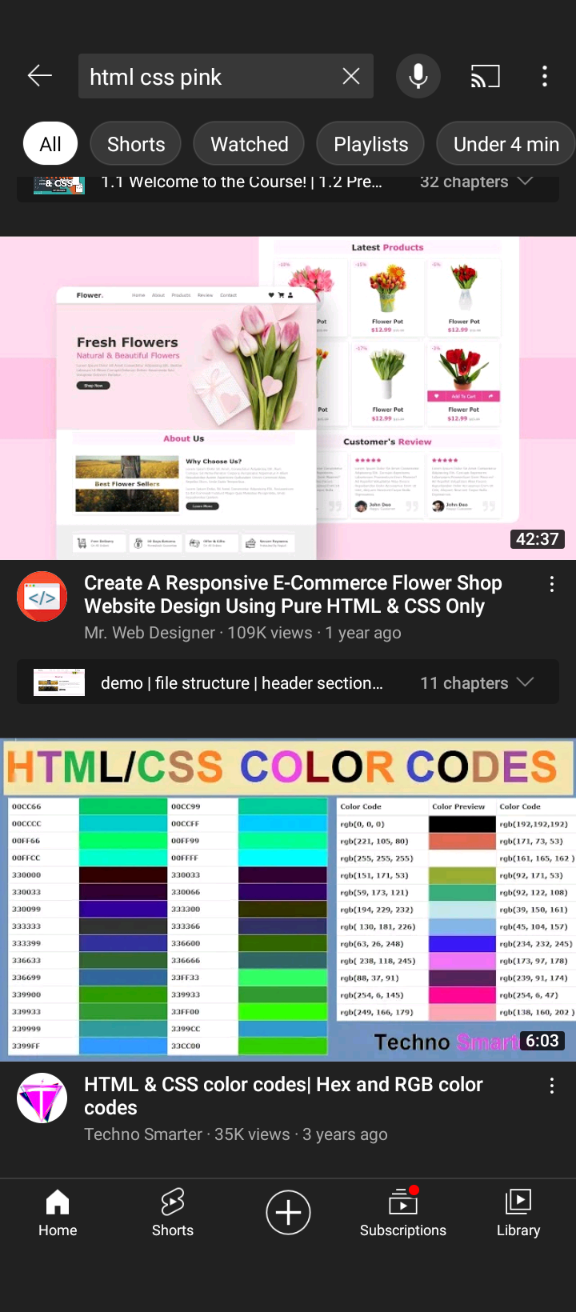 html css pink
All
Shorts
Watched
Playlists
Under 4 min
& CSS
1.1 Welcome to the Course! | 1.2 Pre...
32 chapters
Latest Products
Flower.
Home About Products Review Contact
Fresh Flowers
Natural & Beautiful Flowers
Shop Now
Flower Pot
$12.99
Flower Pot
$12.99
Flower Pot
$12.99
Add To Cart
Flower Pot
$12.99
Flower Pot
$12.99
Flower Pot
$12.99
About Us
Best Flower Sellers
Why Choose Us?
Learn More
Customer's Review
John Deo
John Deo
42:37
Create A Responsive E-Commerce Flower Shop
Website Design Using Pure HTML & CSS Only
Mr. Web Designer · 109K views · 1 year ago
demo | file structure | header section...
11 chapters
HTML/CSS COLOR CODES
00CC66 00CC99
00CCCC 00CCFF
00FF66 00FF99
00FFCC 00FFFF
330000 330033
330033 330066
330099 333300
333333 333366
333399 336600
336633 336666
336699 33FF33
339900 339933
339933 33FF00
339999 3399CC
3399FF 33CC00
Color Code Color Preview Color Code
rgb(0, 0, 0) rgb(192,192,192)
rgb(221, 105, 80) rgb(171, 73, 53)
rgb(255, 255, 255) rgb(161, 165, 162 )
rgb(151, 171, 53) rgb(92, 171, 53)
rgb(59, 173, 121) rgb(92, 122, 108)
rgb(194, 229, 232) rgb(39, 150, 161)
rgb( 130, 181, 226) rgb(45, 104, 157)
rgb(63, 26, 248) rgb(234, 232, 245)
rgb( 238, 118, 245) rgb(173, 97, 178)
rgb(88, 37, 91) rgb(239, 91, 174)
rgb(254, 6, 145) rgb(254, 6, 47)
rgb(249, 166, 179) rgb(138, 160, 202 )
Techno Smart
6:03
HTML & CSS color codes| Hex and RGB color
codes
Techno Smarter · 35K views · 3 years ago
Home
Shorts
Subscriptions
Library